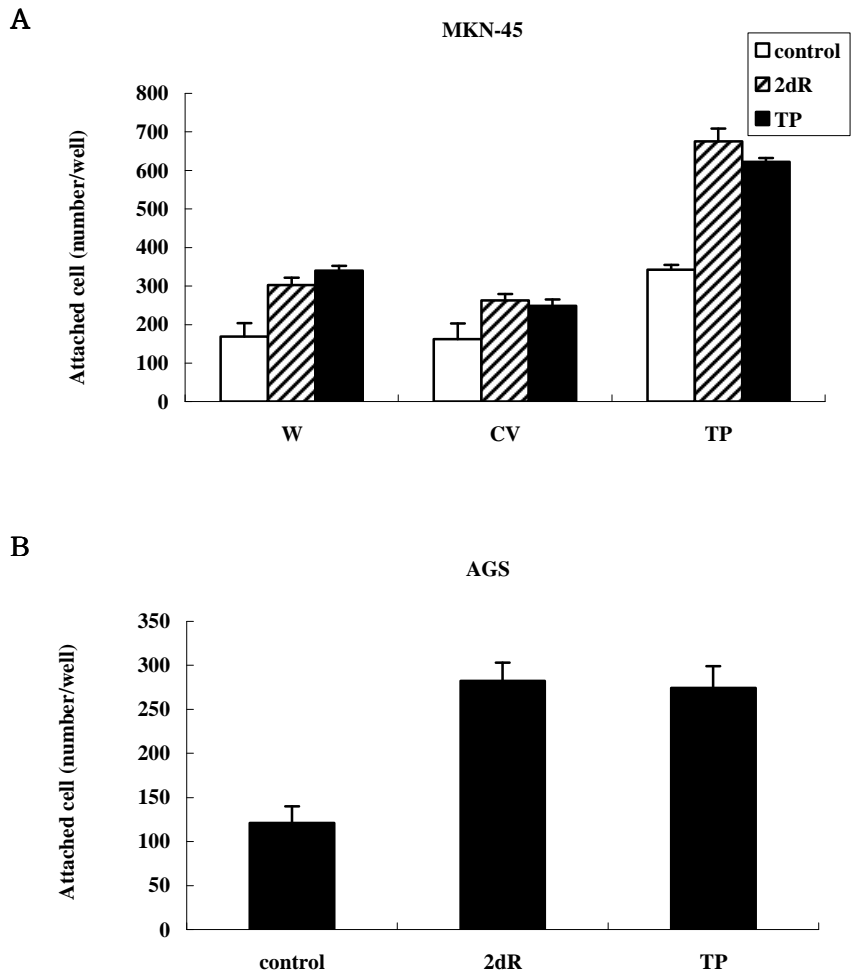 A
MKN-45
control
2dR
TP
800
700
600
500
400
300
200
100
0
Attached cell (number/well)
W CV TP
B
AGS
350
300
250
200
150
100
50
0
Attached cell (number/well)
control 2dR TP